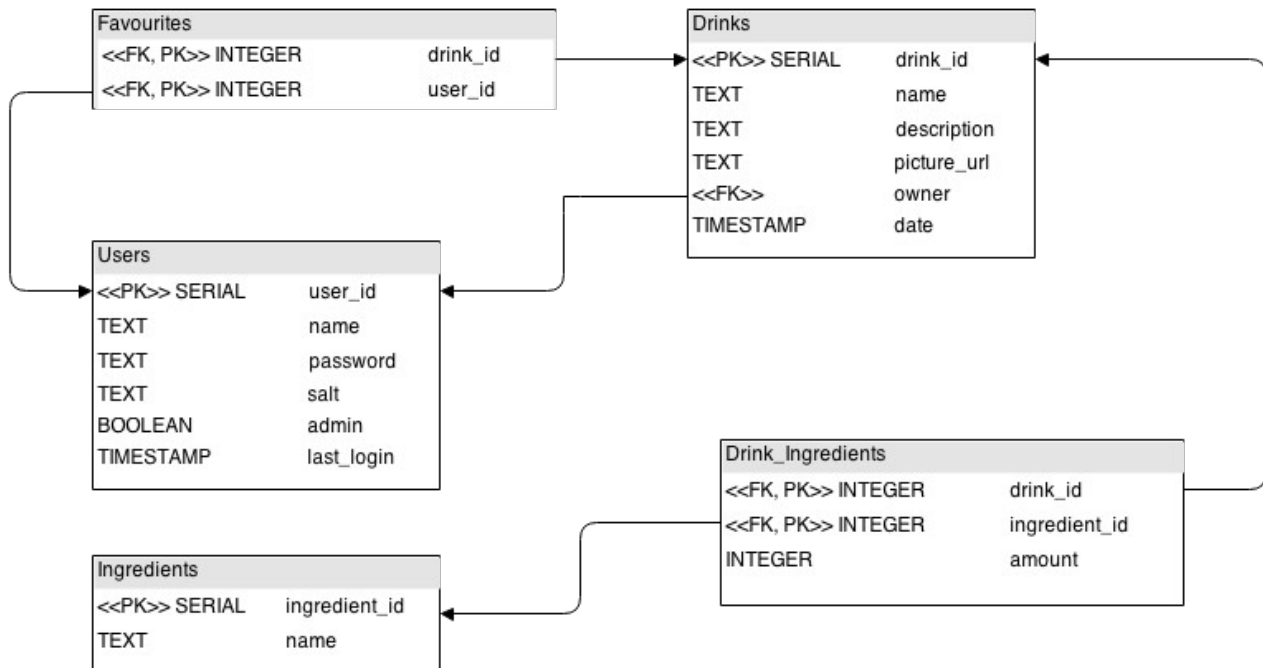 Favourites
<<FK, PK>> INTEGER drink_id
<<FK, PK>> INTEGER user_id
Drinks
<<PK>> SERIAL drink_id
TEXT name
TEXT description
TEXT picture_url
<<FK>> owner
TIMESTAMP date
Users
<<PK>> SERIAL user_id
TEXT name
TEXT password
TEXT salt
BOOLEAN admin
TIMESTAMP last_login
Drink_Ingredients
<<FK, PK>> INTEGER drink_id
<<FK, PK>> INTEGER ingredient_id
INTEGER amount
Ingredients
<<PK>> SERIAL ingredient_id
TEXT name